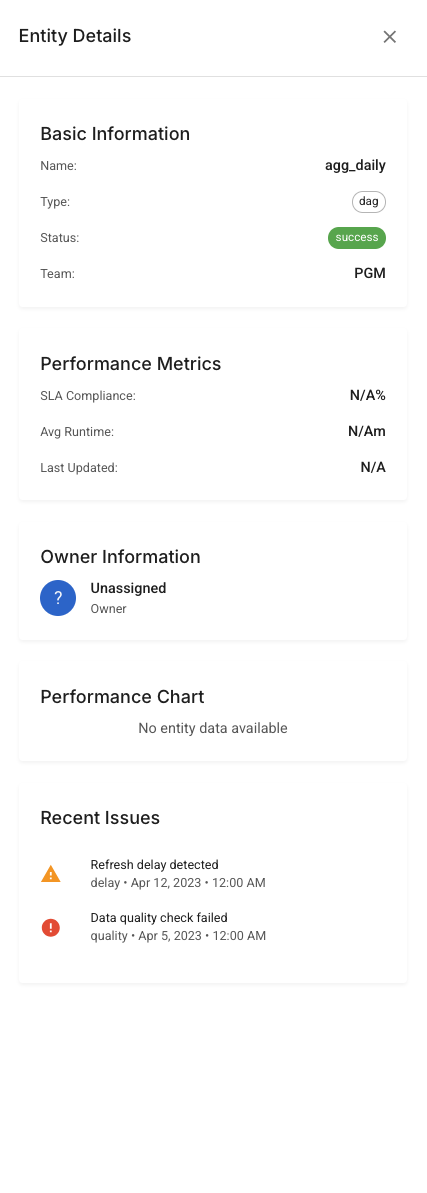 Entity Details
Basic Information
Name: agg_daily
Type: dag
Status: success
Team: PGM
Performance Metrics
SLA Compliance: N/A%
Avg Runtime: N/Am
Last Updated: N/A
Owner Information
?
Unassigned
Owner
Performance Chart
No entity data available
Recent Issues
Refresh delay detected
delay • Apr 12, 2023 • 12:00 AM
Data quality check failed
quality • Apr 5, 2023 • 12:00 AM